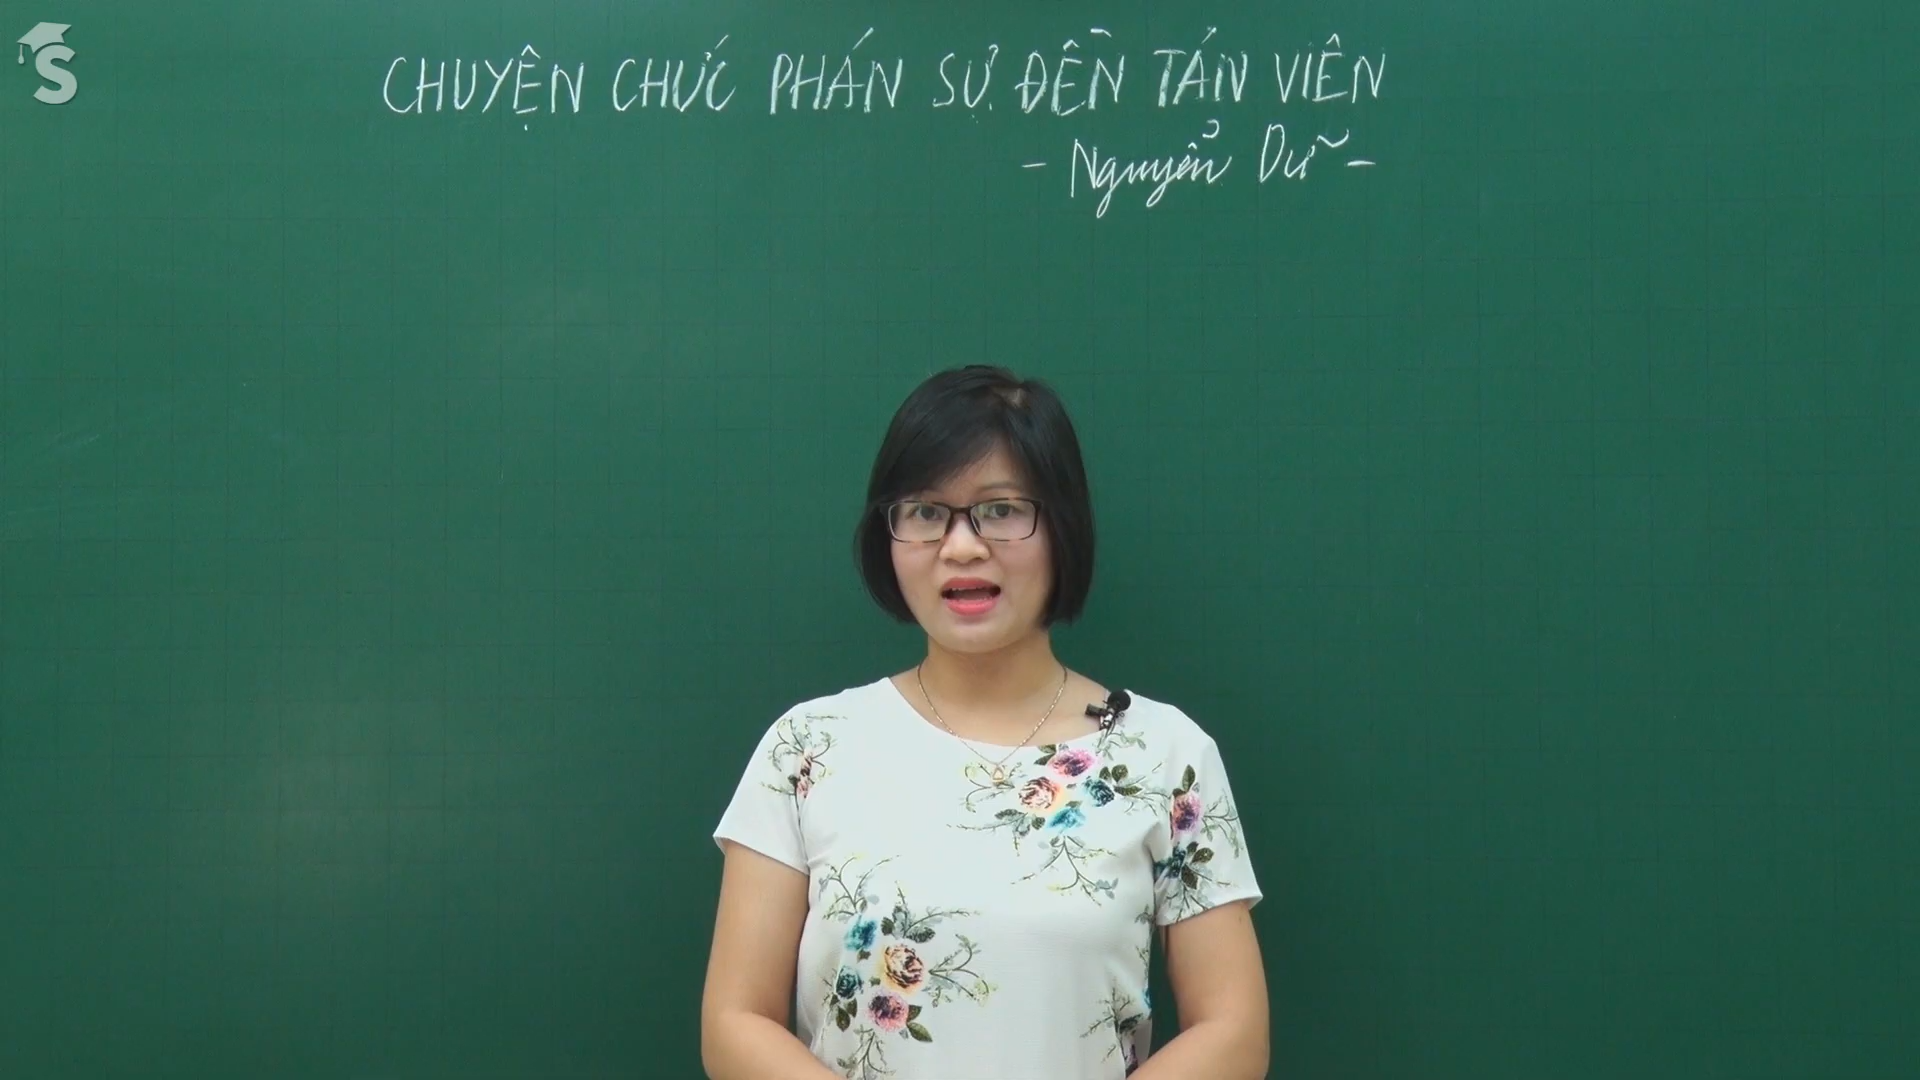 S
CHUYỆN CHỨC PHÁN SỰ ĐỀN TẢN VIÊN
- Nguyễn Dữ -